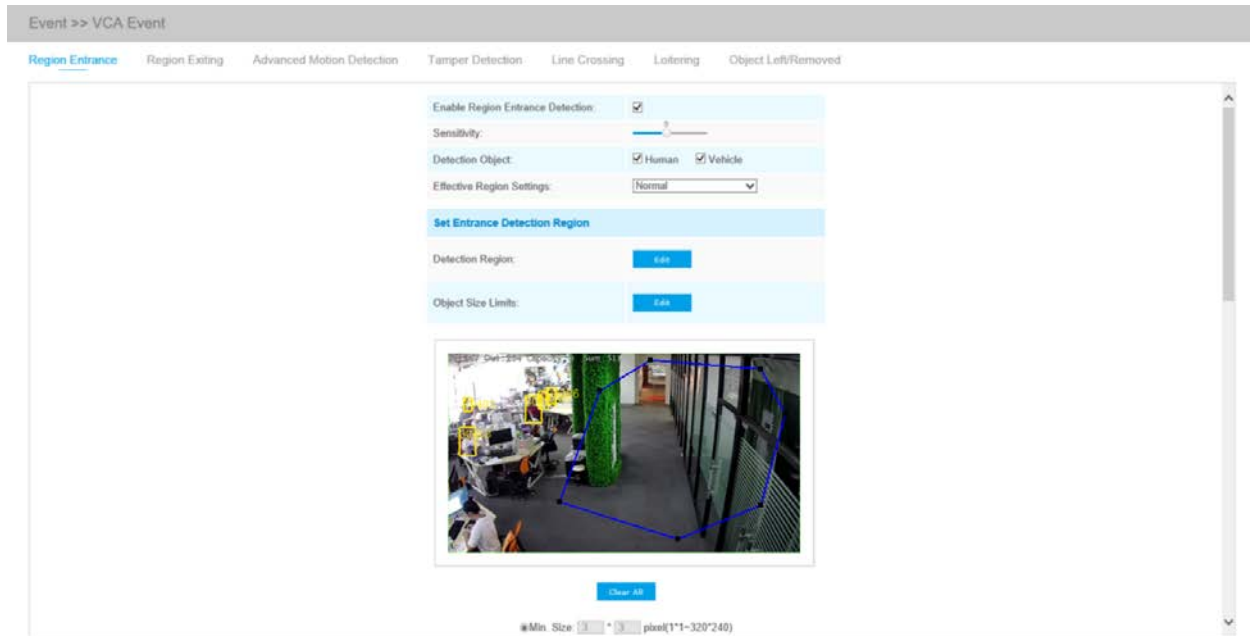 Event >> VCA Event
Region Entrance Region Exiting Advanced Motion Detection Tamper Detection Line Crossing Loitering Object Left/Removed
Enable Region Entrance Detection:
Sensitivity:
Detection Object: Human Vehicle
Effective Region Settings: Normal
Set Entrance Detection Region
Detection Region: Edit
Object Size Limits: Edit
Clear All
Min. Size: 3 * 3 pixel(1*1~320*240)